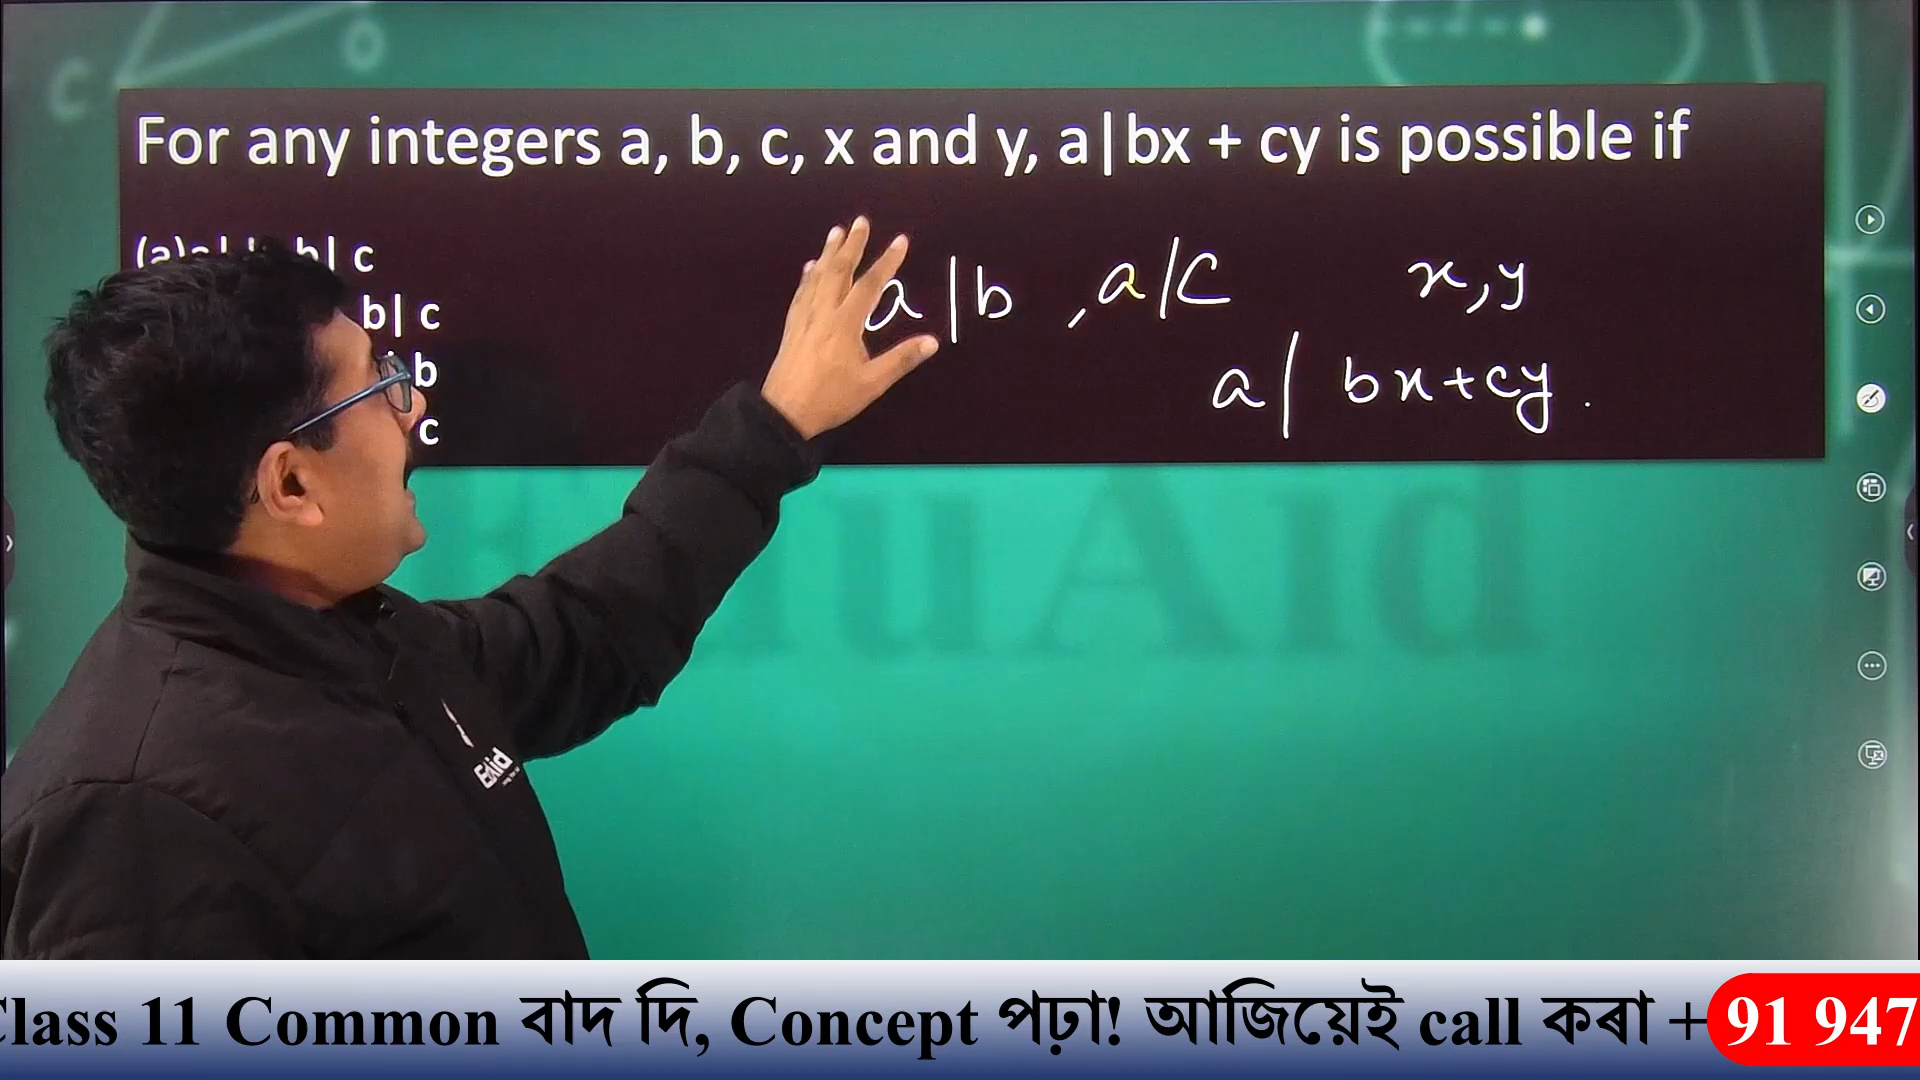 For any integers a, b, c, x and y, a|bx + cy is possible if
b| c
b| c
b
c
a|b , a|c x,y
a| bx+cy.
EduAid
Class 11 Common বাদ দি, Concept পঢ়া! আজিয়েই call কৰা +91 947